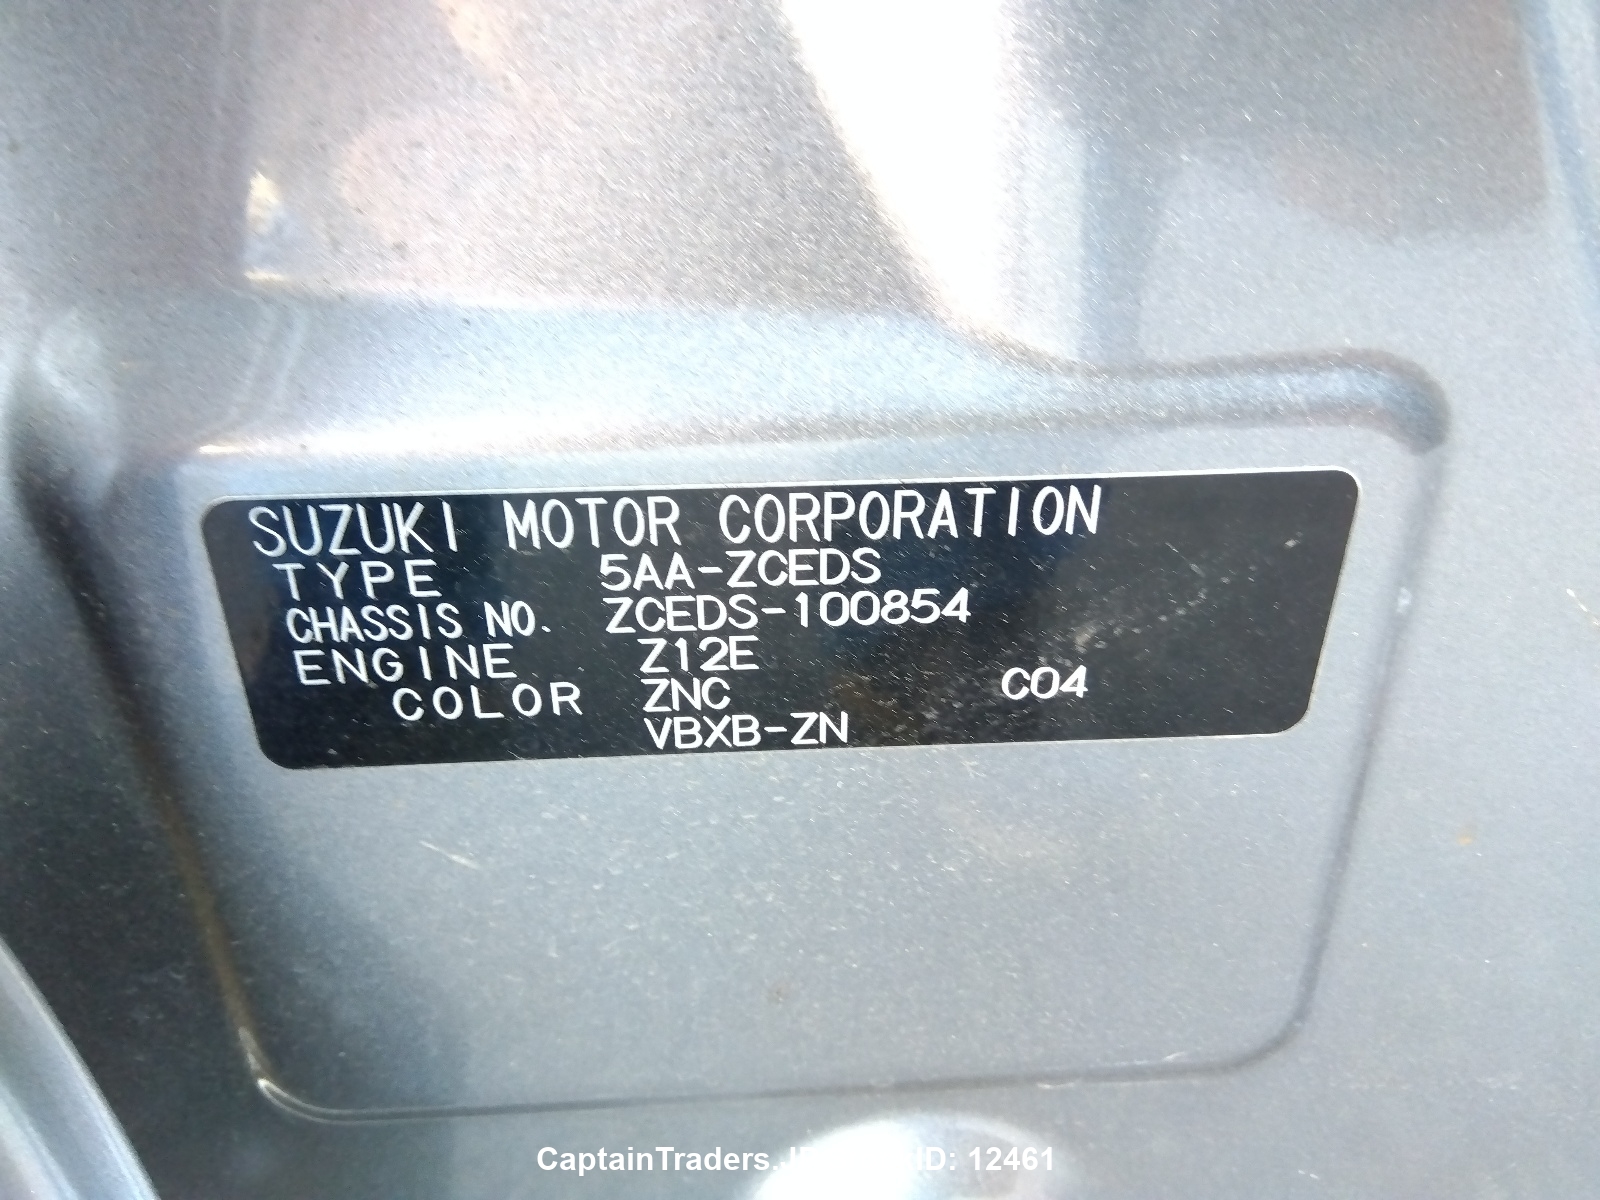 SUZUKI MOTOR CORPORATION
TYPE 5AA-ZCEDS
CHASSIS NO. ZCEDS-100854
ENGINE Z12E
COLOR ZNC C04
VBXB-ZN
CaptainTraders. ID: 12461